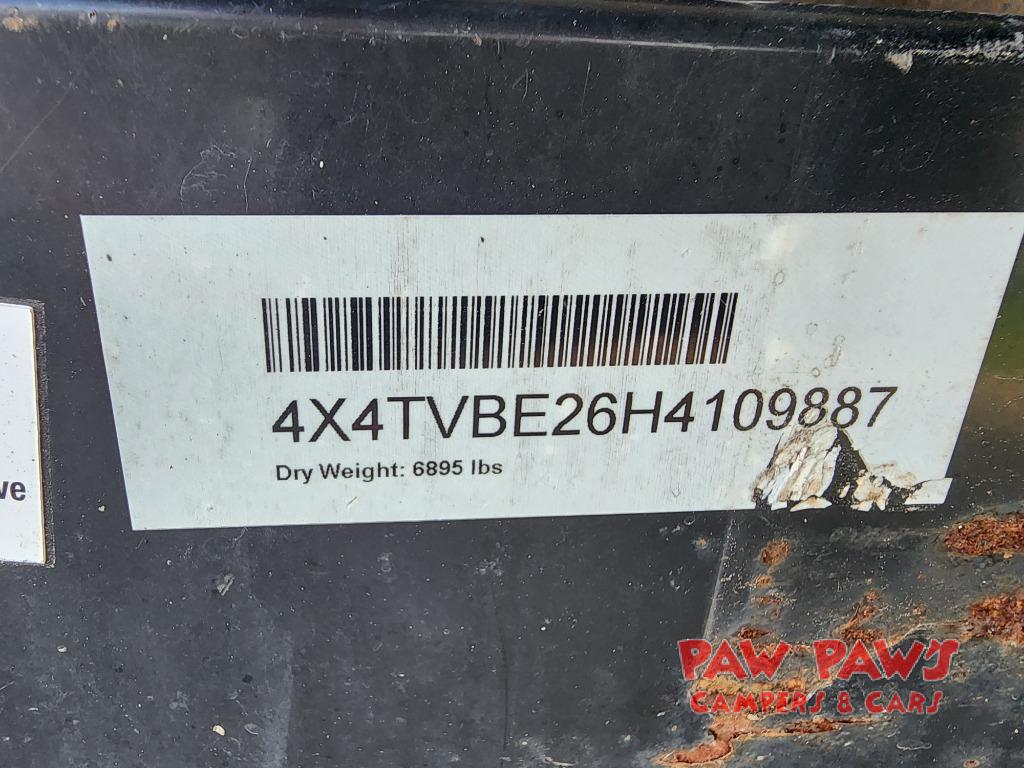 4X4TVBE26H4109887
Dry Weight: 6895 lbs
ve
PAW PAW'S
CAMPERS & CARS